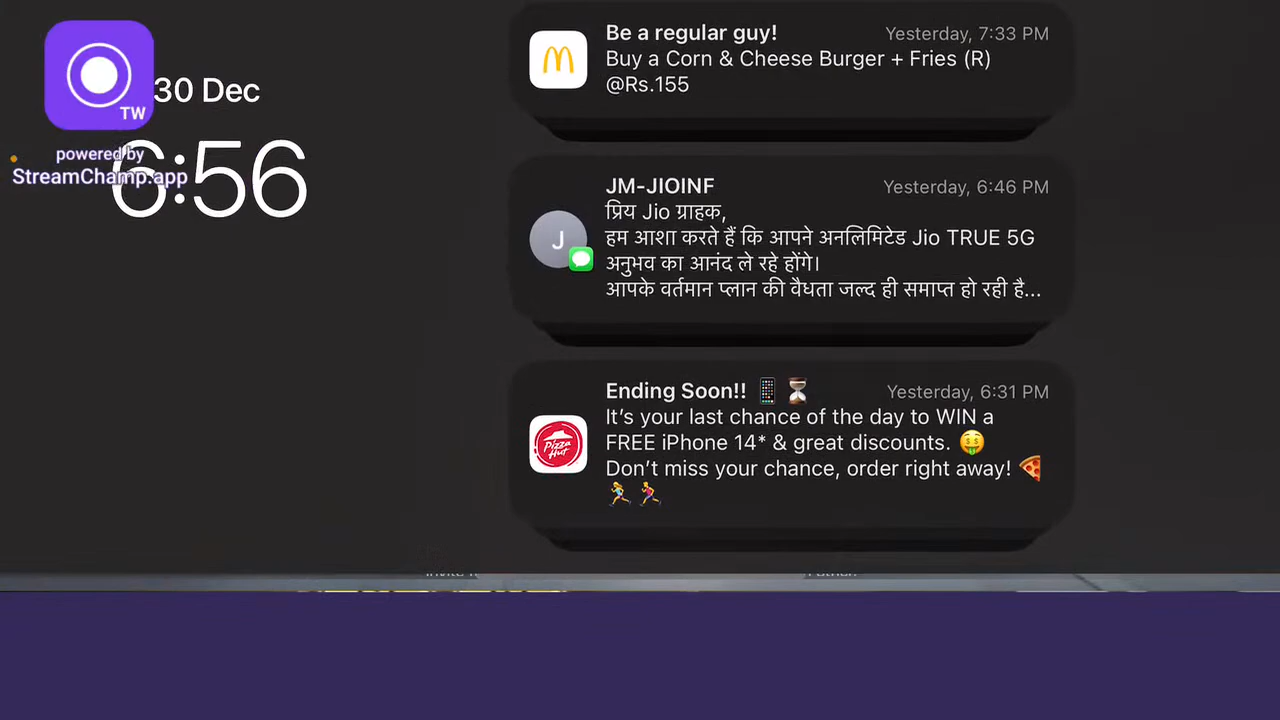 TW
powered by
StreamChamp.app
30 Dec
6:56
Be a regular guy!
Yesterday, 7:33 PM
Buy a Corn & Cheese Burger + Fries (R)
@Rs.155
JM-JIOINF
Yesterday, 6:46 PM
J
प्रिय Jio ग्राहक,
हम आशा करते हैं कि आपने अनलिमिटेड Jio TRUE 5G
अनुभव का आनंद ले रहे होंगे।
आपके वर्तमान प्लान की वैधता जल्द ही समाप्त हो रही है...
Ending Soon!! 📱 ⏳
Yesterday, 6:31 PM
Pizza
Hut
It's your last chance of the day to WIN a
FREE iPhone 14* & great discounts. 🤑
Don't miss your chance, order right away! 🍕
🏃‍♀️ 🏃